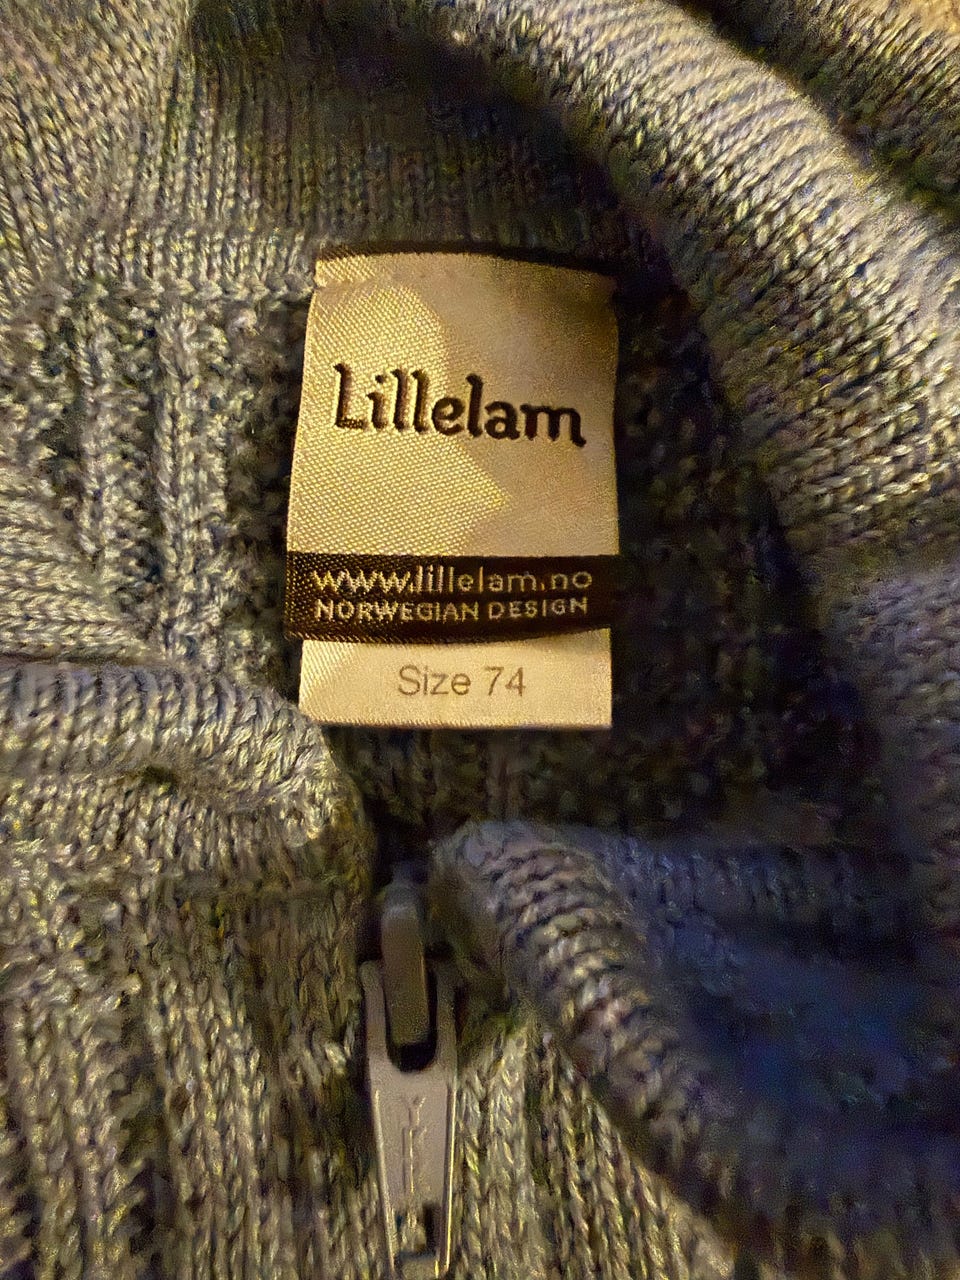 Lillelam
www.lillelam.no
NORWEGIAN DESIGN
Size 74